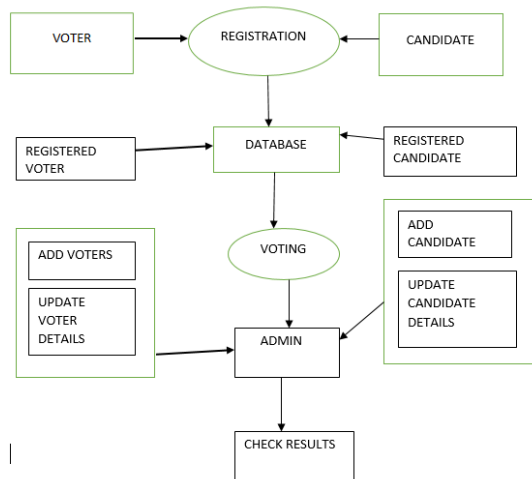 VOTER
REGISTRATION
CANDIDATE
REGISTERED
VOTER
DATABASE
REGISTERED
CANDIDATE
VOTING
ADD VOTERS
UPDATE
VOTER
DETAILS
ADD
CANDIDATE
UPDATE
CANDIDATE
DETAILS
ADMIN
CHECK RESULTS